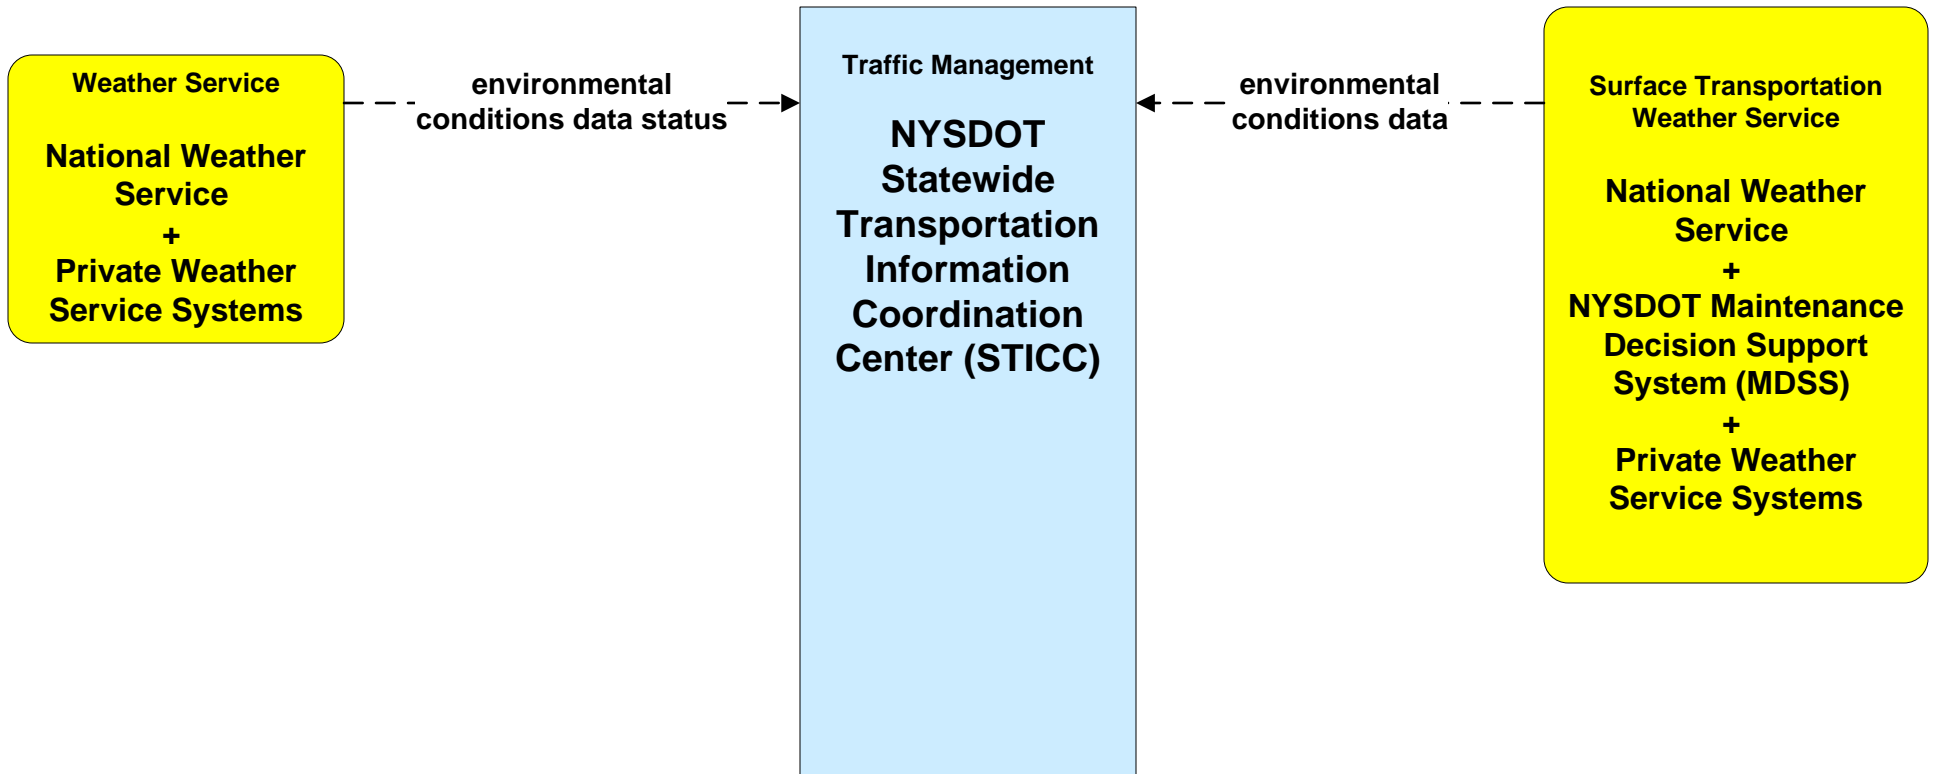 Weather Service
National Weather
Service
+
Private Weather
Service Systems
environmental
conditions data status
Traffic Management
NYSDOT
Statewide
Transportation
Information
Coordination
Center (STICC)
environmental
conditions data
Surface Transportation
Weather Service
National Weather
Service
+
NYSDOT Maintenance
Decision Support
System (MDSS)
+
Private Weather
Service Systems